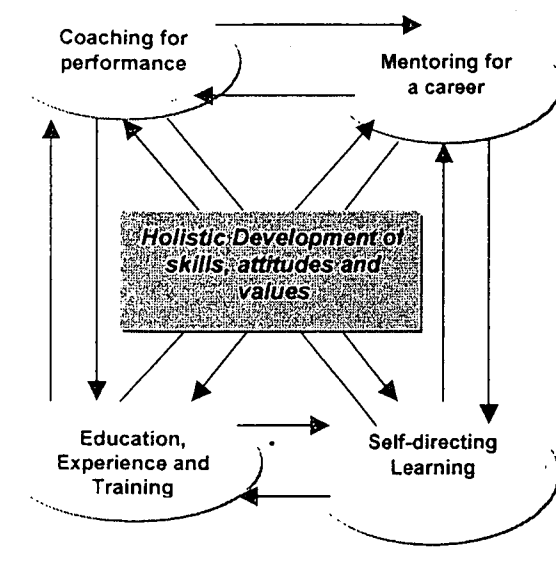 Coaching for
performance
Mentoring for
a career
Holistic Development of
skills, attitudes and
values
Education,
Experience and
Training
Self-directing
Learning